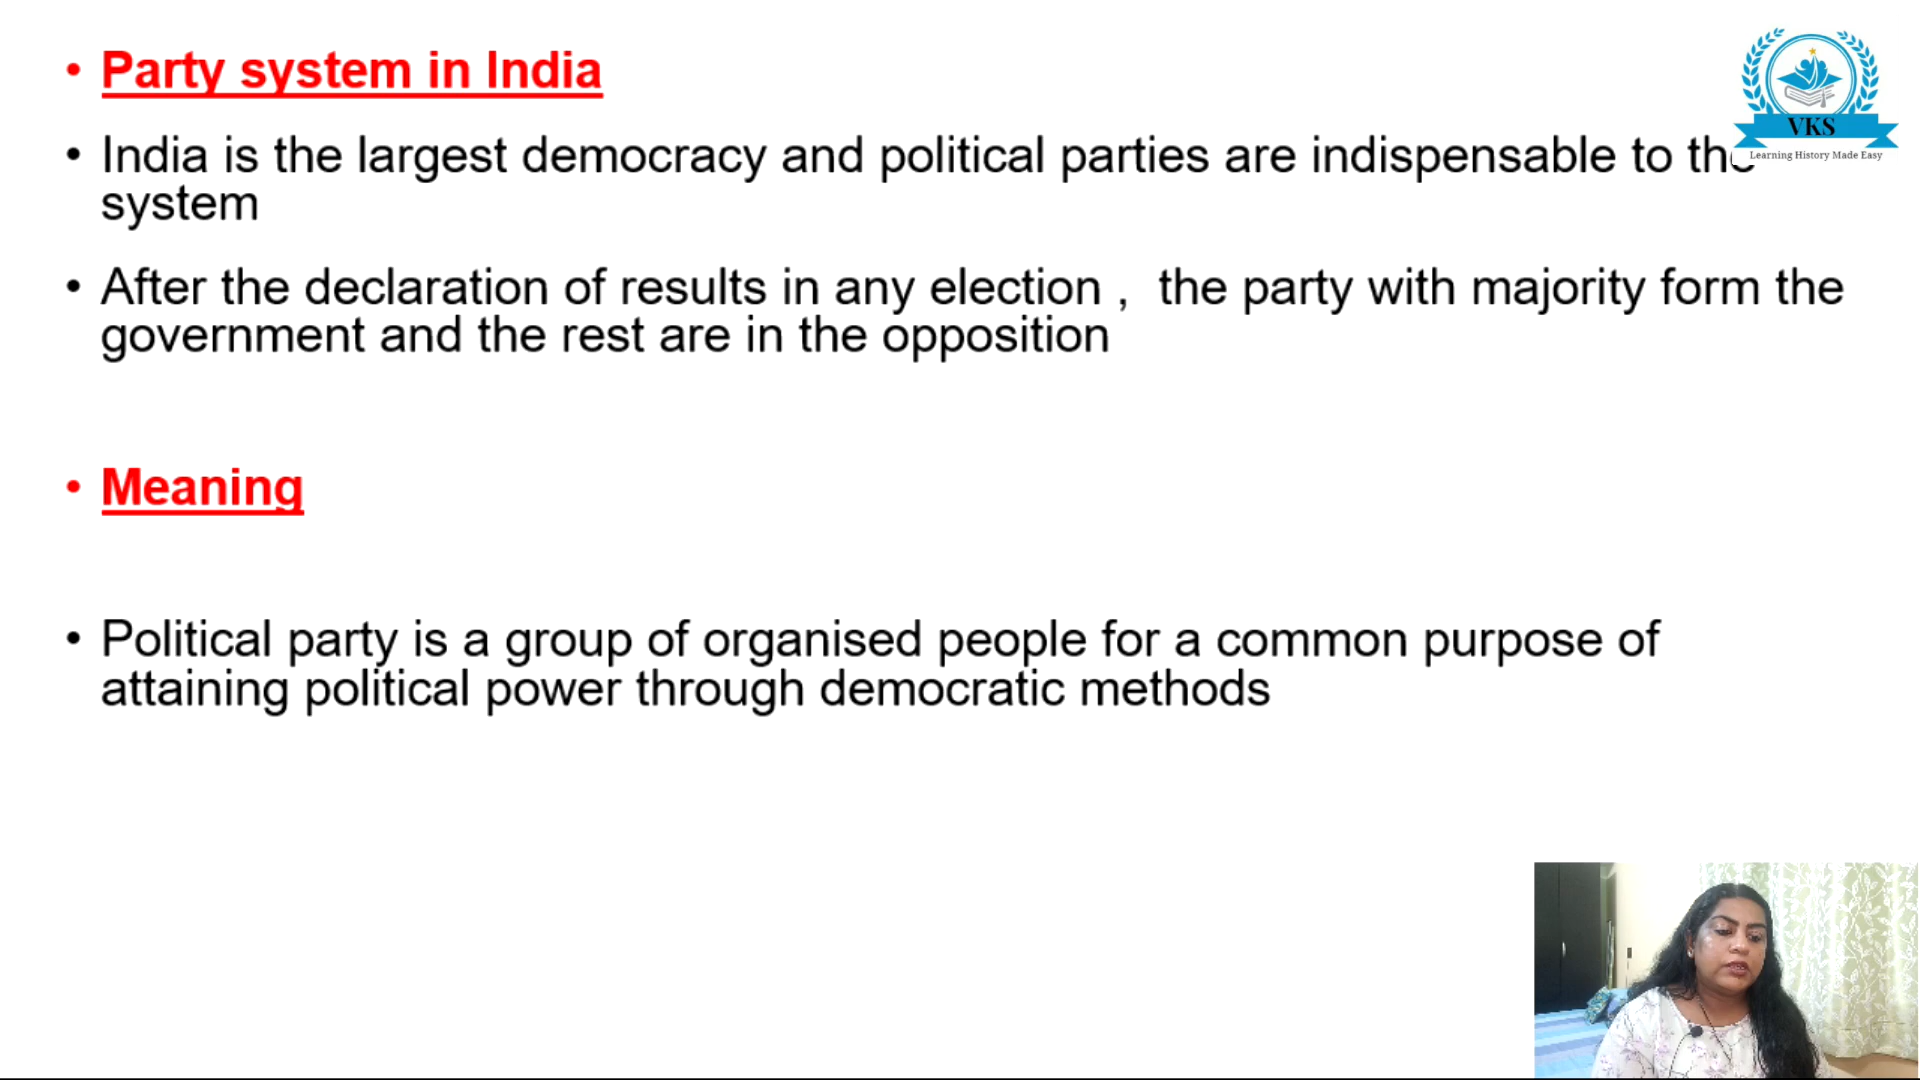 • Party system in India
• India is the largest democracy and political parties are indispensable to the
system
• After the declaration of results in any election , the party with majority form the
government and the rest are in the opposition
• Meaning
• Political party is a group of organised people for a common purpose of
attaining political power through democratic methods
VKS
Learning History Made Easy